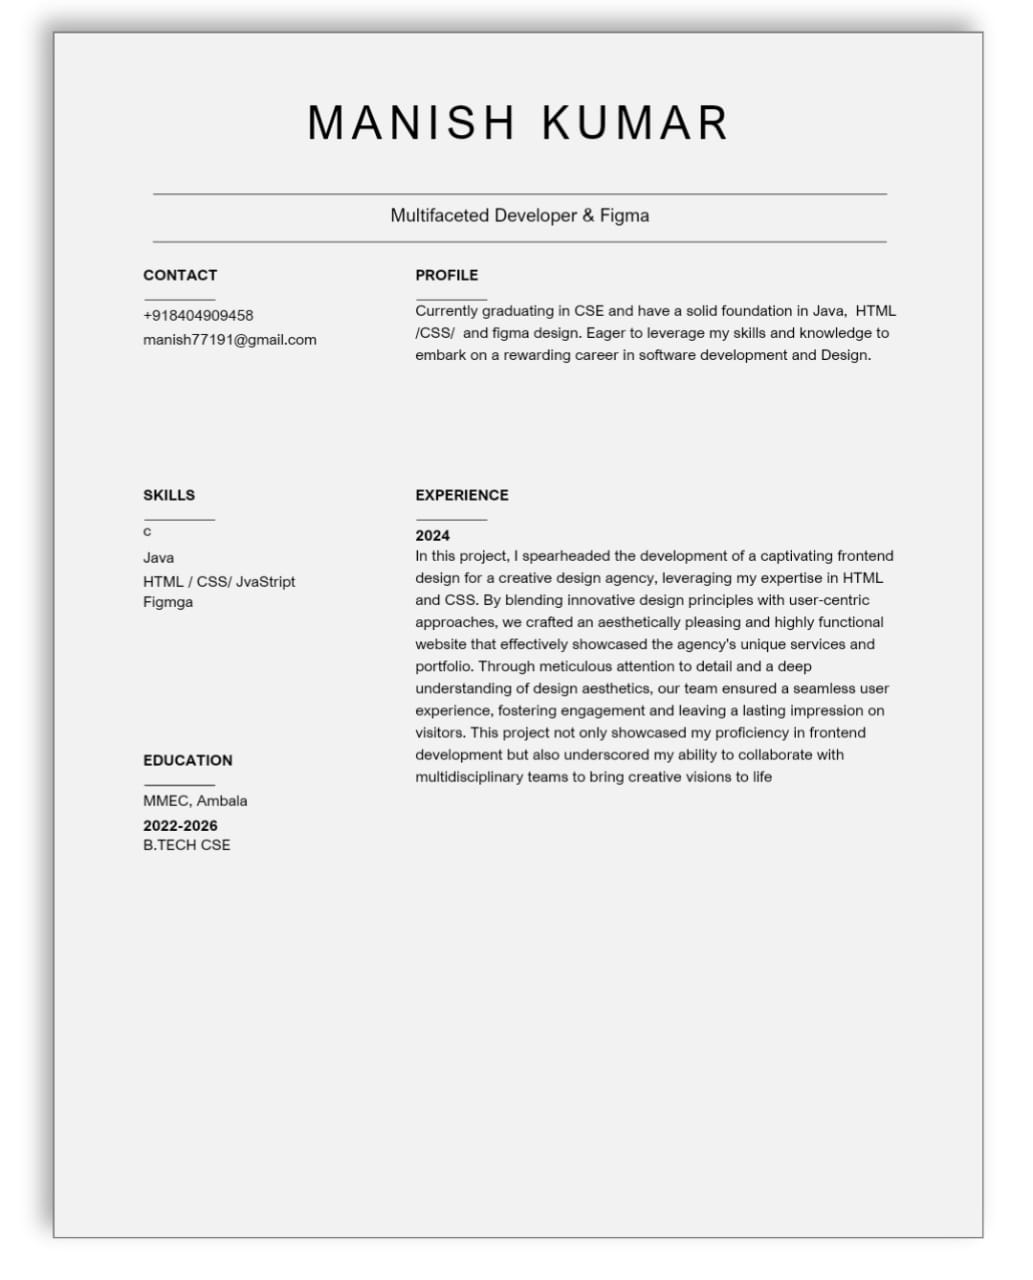 MANISH KUMAR
Multifaceted Developer & Figma
CONTACT
+918404909458
manish77191@gmail.com
PROFILE
Currently graduating in CSE and have a solid foundation in Java,  HTML
/CSS/  and figma design. Eager to leverage my skills and knowledge to
embark on a rewarding career in software development and Design.
SKILLS
c
Java
HTML / CSS/ JvaStript
Figmga
EDUCATION
MMEC, Ambala
2022-2026
B.TECH CSE
EXPERIENCE
2024
In this project, I spearheaded the development of a captivating frontend
design for a creative design agency, leveraging my expertise in HTML
and CSS. By blending innovative design principles with user-centric
approaches, we crafted an aesthetically pleasing and highly functional
website that effectively showcased the agency's unique services and
portfolio. Through meticulous attention to detail and a deep
understanding of design aesthetics, our team ensured a seamless user
experience, fostering engagement and leaving a lasting impression on
visitors. This project not only showcased my proficiency in frontend
development but also underscored my ability to collaborate with
multidisciplinary teams to bring creative visions to life